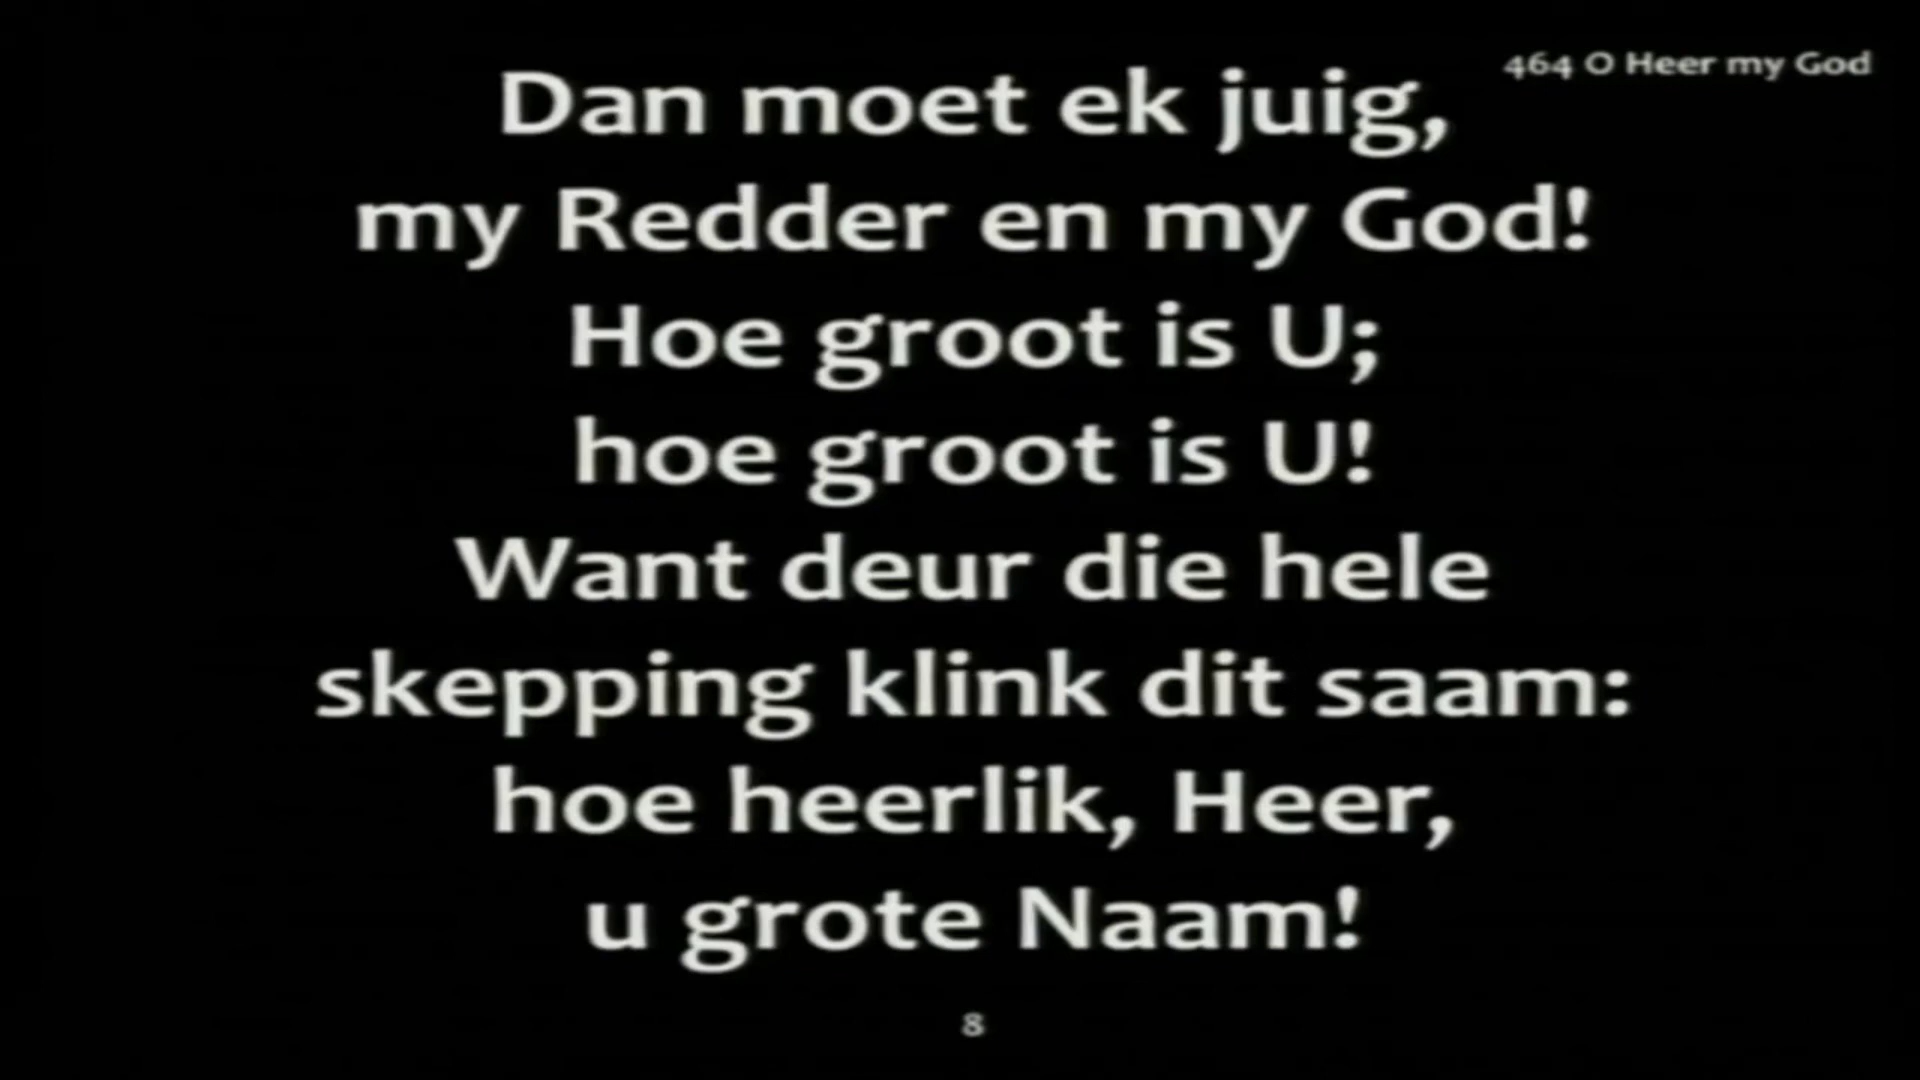 464 O Heer my God
Dan moet ek juig,
my Redder en my God!
Hoe groot is U;
hoe groot is U!
Want deur die hele
skepping klink dit saam:
hoe heerlik, Heer,
u grote Naam!
8